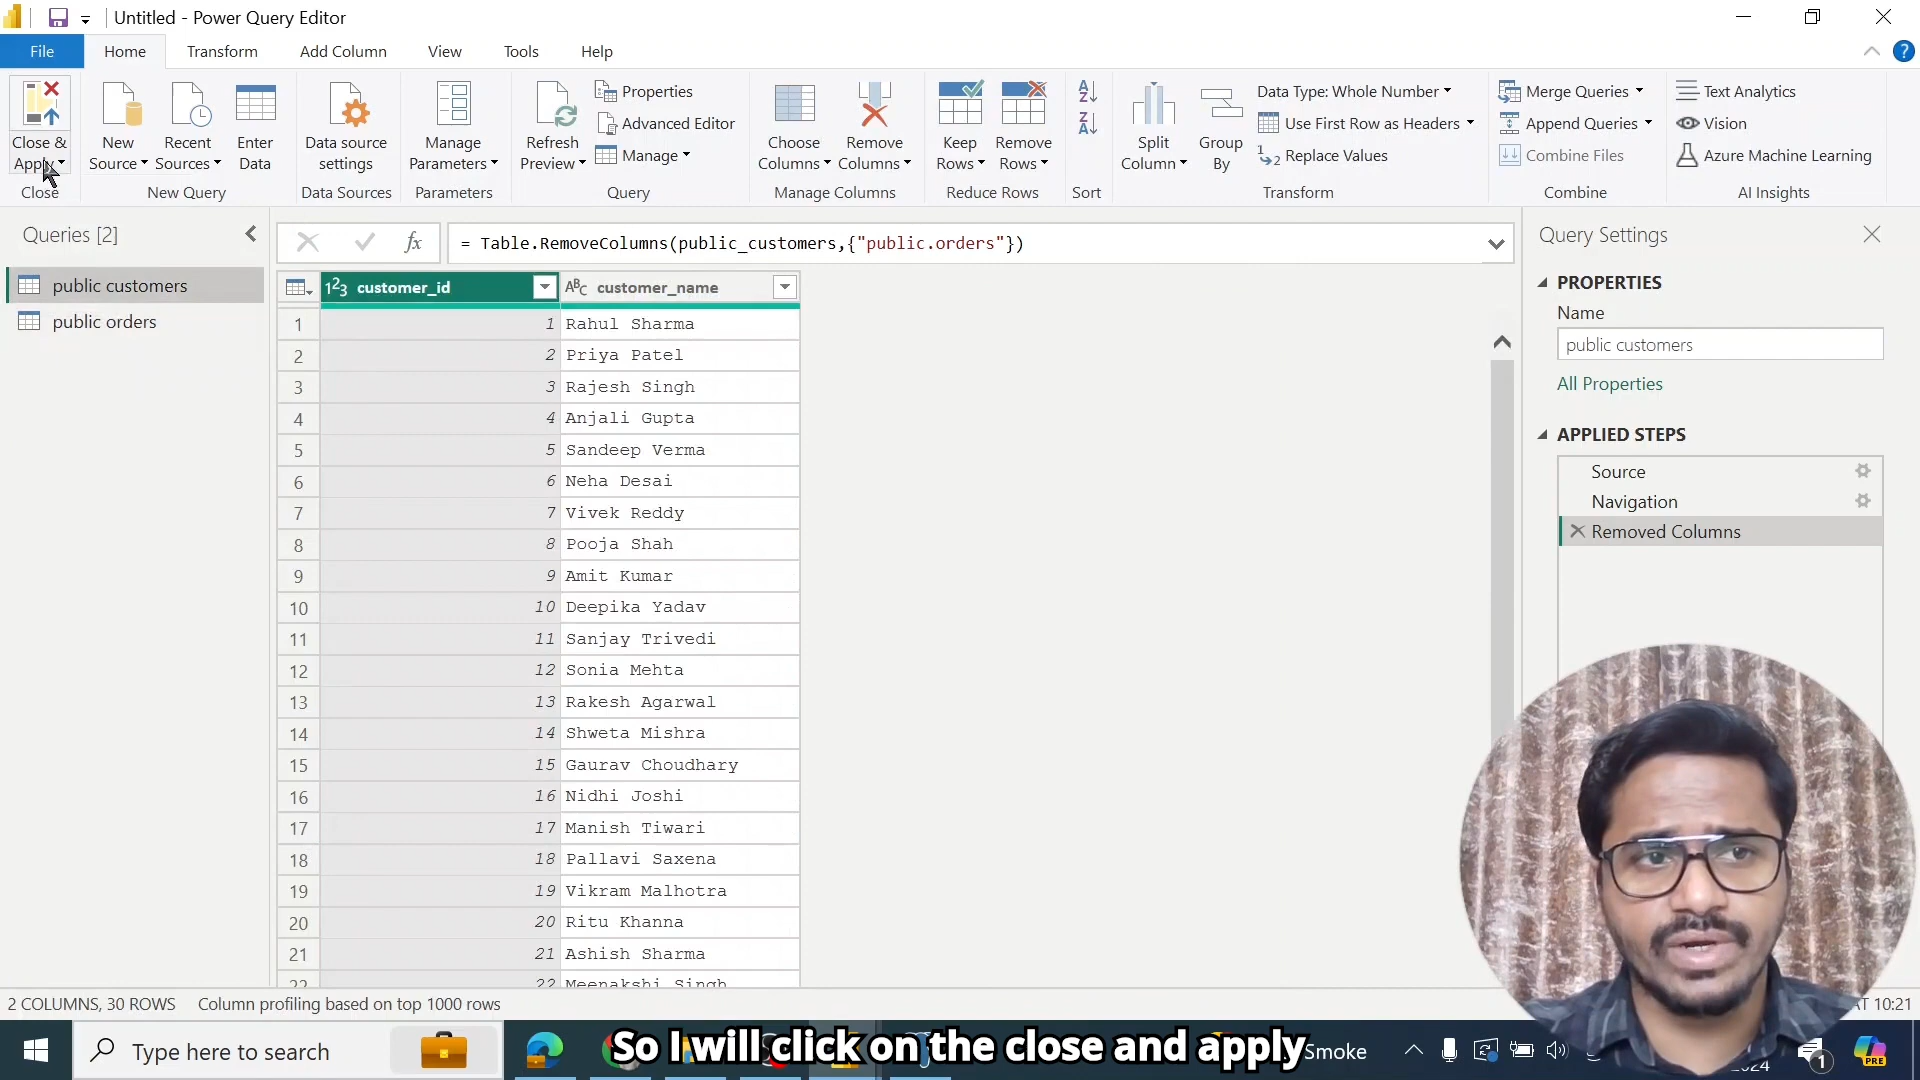 Untitled - Power Query Editor
File
Home
Transform
Add Column
View
Tools
Help
Close &
Apply
Close
New
Source
Recent
Sources
Enter
Data
New Query
Data source
settings
Data Sources
Manage
Parameters
Parameters
Refresh
Preview
Properties
Advanced Editor
Manage
Query
Choose
Columns
Remove
Columns
Manage Columns
Keep
Rows
Remove
Rows
Reduce Rows
Sort
Split
Column
Group
By
Data Type: Whole Number
Use First Row as Headers
Replace Values
Transform
Merge Queries
Append Queries
Combine Files
Combine
Text Analytics
Vision
Azure Machine Learning
AI Insights
Queries [2]
public customers
public orders
fx
= Table.RemoveColumns(public_customers,{"public.orders"})
customer_id
customer_name
1 1 Rahul Sharma
2 2 Priya Patel
3 3 Rajesh Singh
4 4 Anjali Gupta
5 5 Sandeep Verma
6 6 Neha Desai
7 7 Vivek Reddy
8 8 Pooja Shah
9 9 Amit Kumar
10 10 Deepika Yadav
11 11 Sanjay Trivedi
12 12 Sonia Mehta
13 13 Rakesh Agarwal
14 14 Shweta Mishra
15 15 Gaurav Choudhary
16 16 Nidhi Joshi
17 17 Manish Tiwari
18 18 Pallavi Saxena
19 19 Vikram Malhotra
20 20 Ritu Khanna
21 21 Ashish Sharma
22 22 Meenakshi Singh
Query Settings
PROPERTIES
Name
public customers
All Properties
APPLIED STEPS
Source
Navigation
Removed Columns
2 COLUMNS, 30 ROWS
Column profiling based on top 1000 rows
AT 10:21
Type here to search
So I will click on the close and apply
Smoke
2024
1
PRE